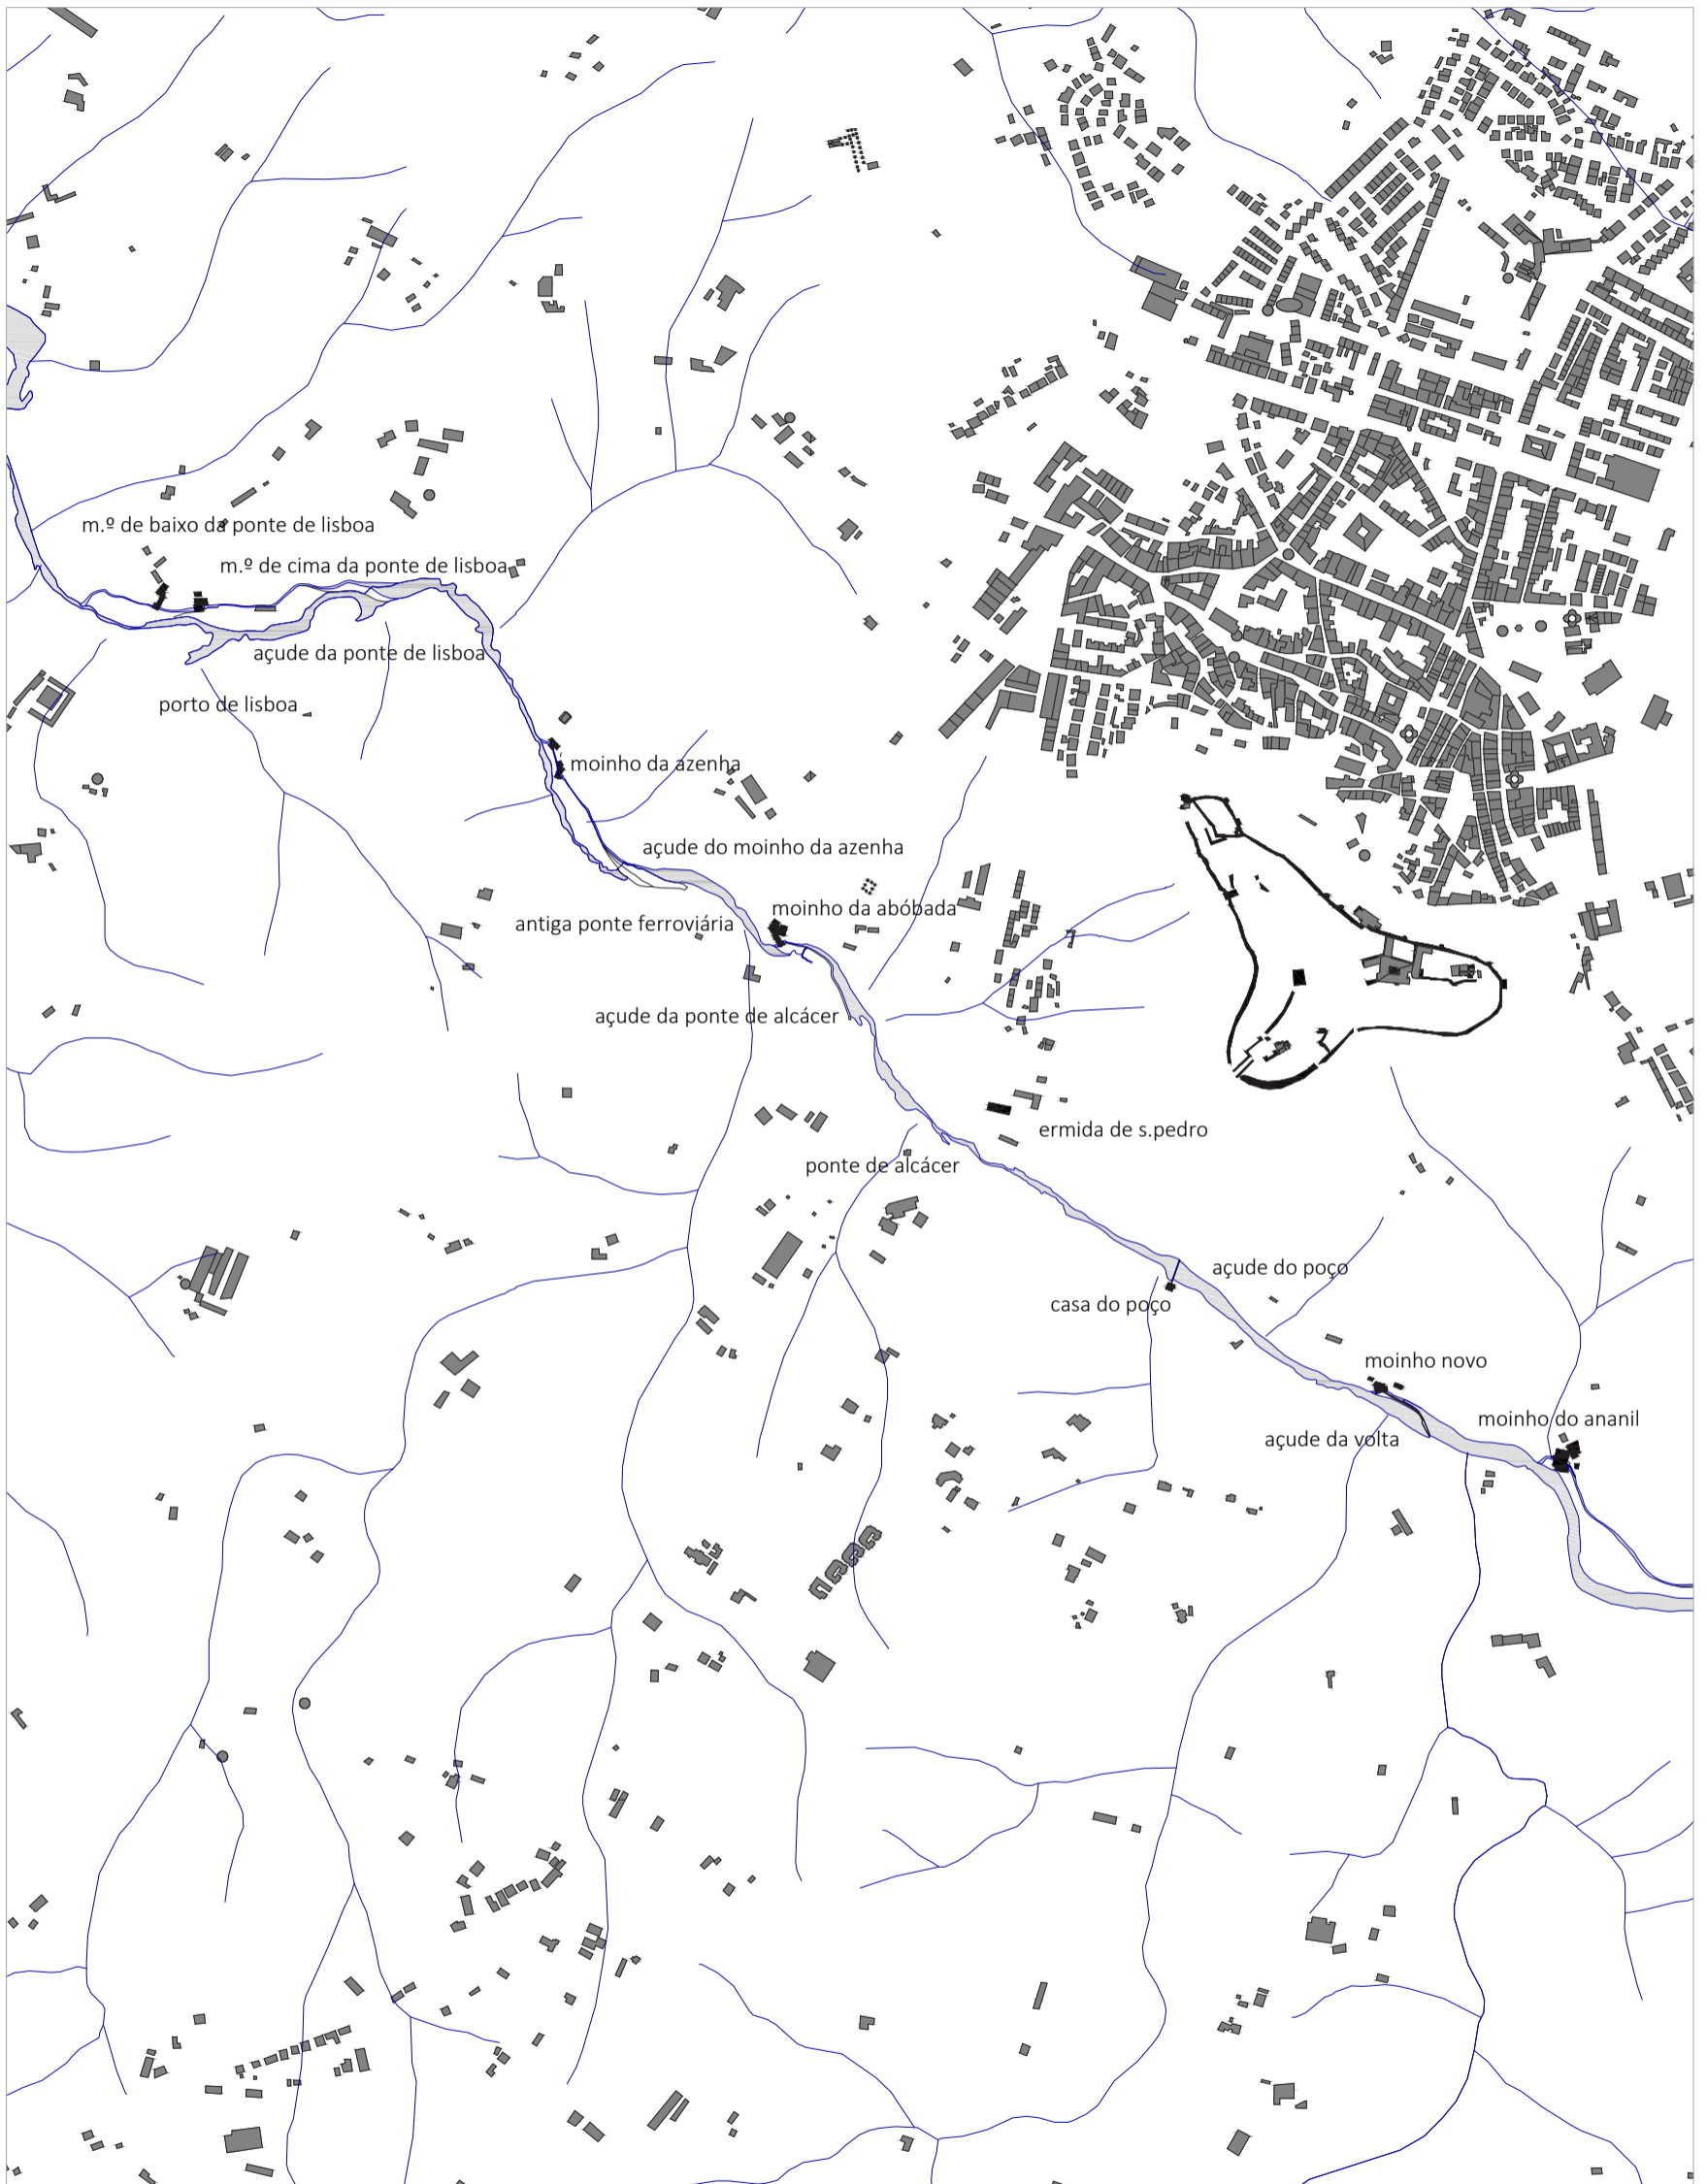 m.º de baixo da ponte de lisboa
m.º de cima da ponte de lisboa
açude da ponte de lisboa
porto de lisboa
moinho da azenha
açude do moinho da azenha
moinho da abóbada
antiga ponte ferroviária
açude da ponte de alcácer
ermida de s.pedro
ponte de alcácer
açude do poço
casa do poço
moinho novo
moinho do ananil
açude da volta